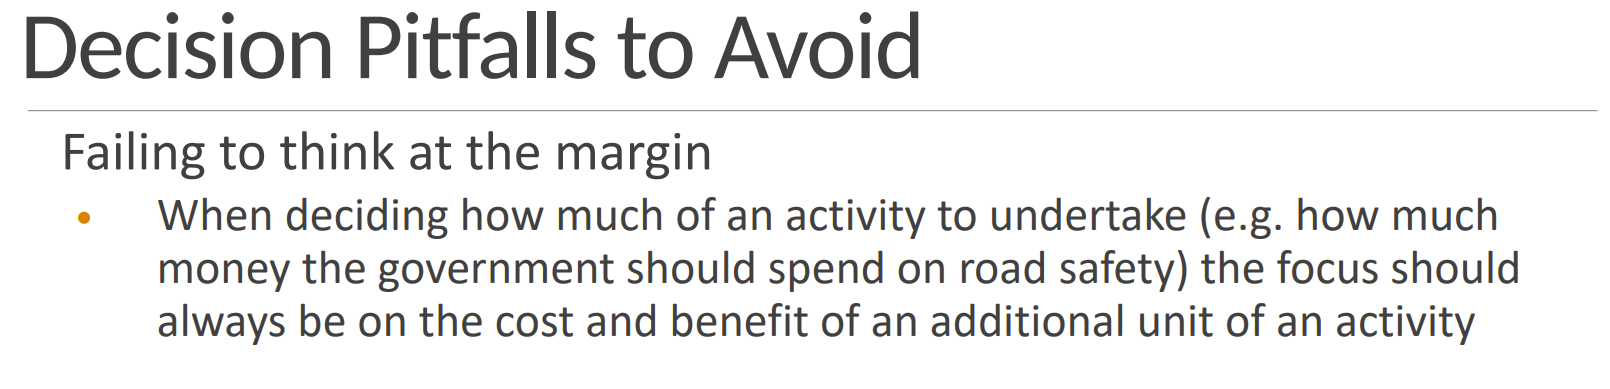 Decision Pitfalls to Avoid
Failing to think at the margin
• When deciding how much of an activity to undertake (e.g. how much
money the government should spend on road safety) the focus should
always be on the cost and benefit of an additional unit of an activity